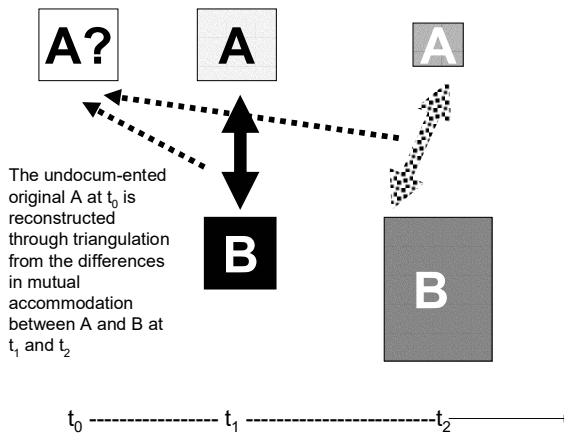 A?
A
A
The undocum-ented
original A at t0 is
reconstructed
through triangulation
from the differences
in mutual
accommodation
between A and B at
t1 and t2
B
B
t0
t1
t2